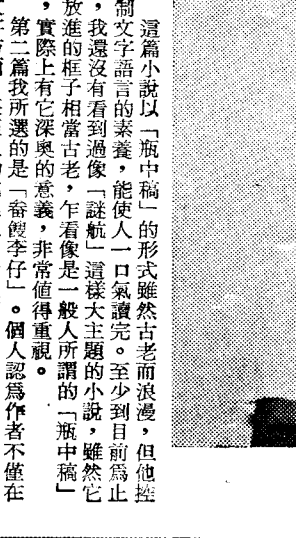 這篇小說以「瓶中稿」的形式雖然古老而浪漫，但他控
制文字語言的素養，能使人一口氣讀完。至少到目前爲止
，我還沒有看到過像「謎航」這樣大主題的小說，雖然它
放進的框子相當古老，乍看像是一般人所謂的「瓶中稿」
，實際上有它深奧的意義，非常値得重視。
第二篇我所選的是「番鰻李仔」。個人認爲作者不僅在